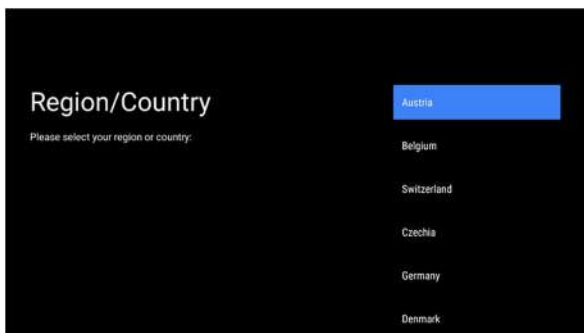 Region/Country
Please select your region or country:
Austria
Belgium
Switzerland
Czechia
Germany
Denmark